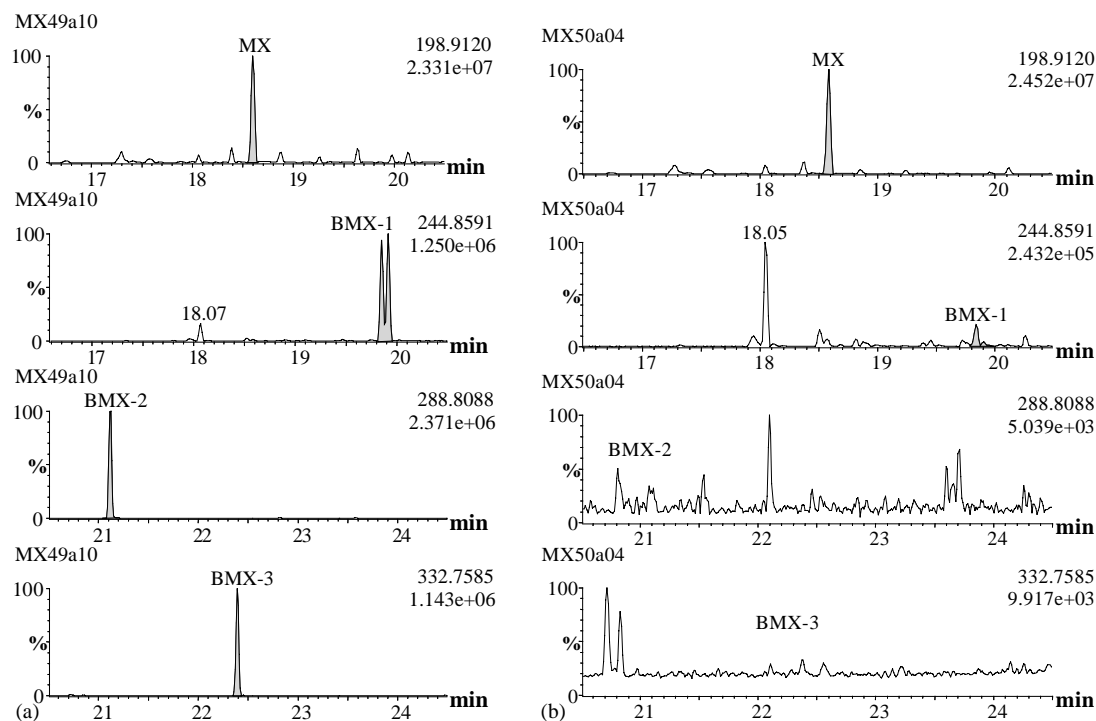 MX49a10
MX
198.9120
2.331e+07
100
%
0
17 18 19 20 min
MX49a10
BMX-1
244.8591
1.250e+06
100
%
18.07
0
17 18 19 20 min
MX49a10
BMX-2
288.8088
2.371e+06
100
%
0
21 22 23 24 min
MX49a10
BMX-3
332.7585
1.143e+06
100
%
0
21 22 23 24 min
(a)
MX50a04
MX
198.9120
2.452e+07
100
%
0
17 18 19 20 min
MX50a04
18.05
244.8591
2.432e+05
100
%
BMX-1
0
17 18 19 20 min
MX50a04
288.8088
5.039e+03
100
BMX-2
%
0
21 22 23 24 min
MX50a04
332.7585
9.917e+03
100
BMX-3
%
0
21 22 23 24 min
(b)